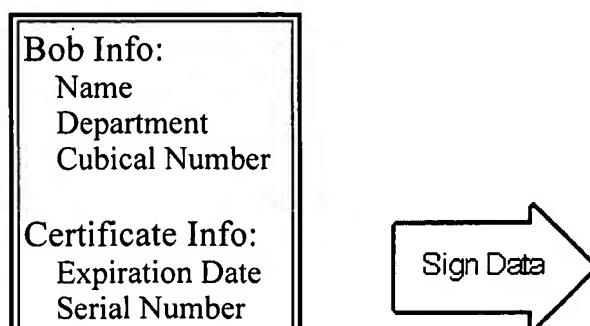 Bob Info:
Name
Department
Cubical Number
Certificate Info:
Expiration Date
Serial Number
Sign Data